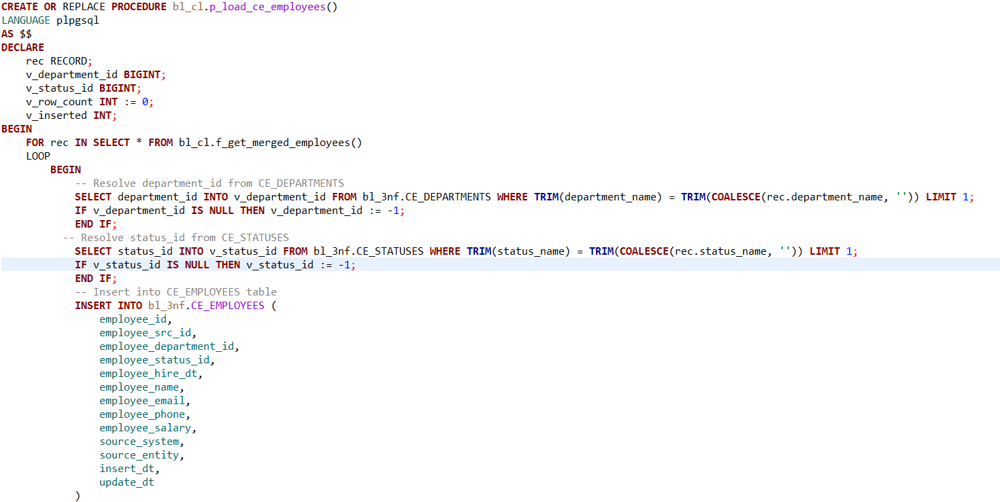 CREATE OR REPLACE PROCEDURE bl_cl.p_load_ce_employees()
LANGUAGE plpgsql
AS $$
DECLARE
    rec RECORD;
    v_department_id BIGINT;
    v_status_id BIGINT;
    v_row_count INT := 0;
    v_inserted INT;
BEGIN
    FOR rec IN SELECT * FROM bl_cl.f_get_merged_employees()
    LOOP
        BEGIN
            -- Resolve department_id from CE_DEPARTMENTS
            SELECT department_id INTO v_department_id FROM bl_3nf.CE_DEPARTMENTS WHERE TRIM(department_name) = TRIM(COALESCE(rec.department_name, '')) LIMIT 1;
            IF v_department_id IS NULL THEN v_department_id := -1;
            END IF;
          -- Resolve status_id from CE_STATUSES
            SELECT status_id INTO v_status_id FROM bl_3nf.CE_STATUSES WHERE TRIM(status_name) = TRIM(COALESCE(rec.status_name, '')) LIMIT 1;
            IF v_status_id IS NULL THEN v_status_id := -1;
            END IF;
            -- Insert into CE_EMPLOYEES table
            INSERT INTO bl_3nf.CE_EMPLOYEES (
                employee_id,
                employee_src_id,
                employee_department_id,
                employee_status_id,
                employee_hire_dt,
                employee_name,
                employee_email,
                employee_phone,
                employee_salary,
                source_system,
                source_entity,
                insert_dt,
                update_dt
            )